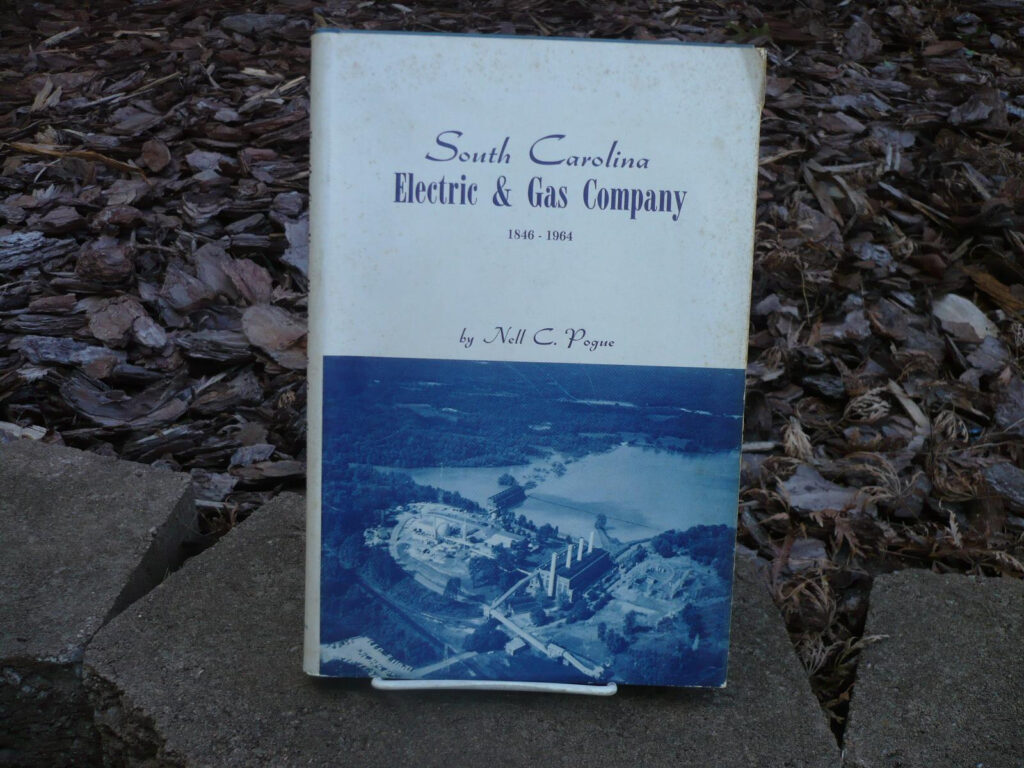 South Carolina
Electric & Gas Company
1846 - 1964
by Nell C. Pogue